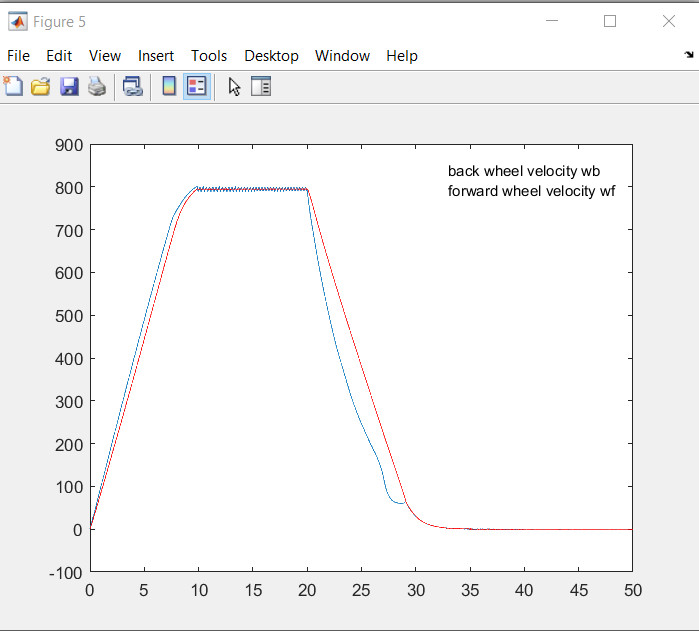 Figure 5
File Edit View Insert Tools Desktop Window Help
back wheel velocity wb
forward wheel velocity wf
900
800
700
600
500
400
300
200
100
0
-100
0 5 10 15 20 25 30 35 40 45 50